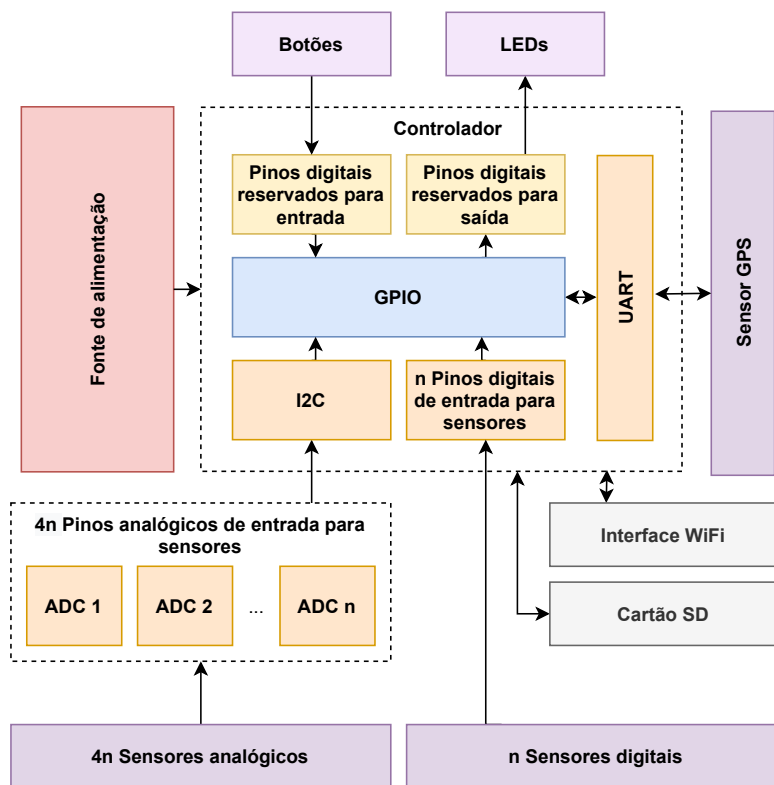 Botões
LEDs
Controlador
Fonte de alimentação
Pinos digitais
reservados para
entrada
Pinos digitais
reservados para
saída
GPIO
UART
Sensor GPS
I2C
n Pinos digitais
de entrada para
sensores
4n Pinos analógicos de entrada para
sensores
ADC 1
ADC 2
...
ADC n
Interface WiFi
Cartão SD
4n Sensores analógicos
n Sensores digitais